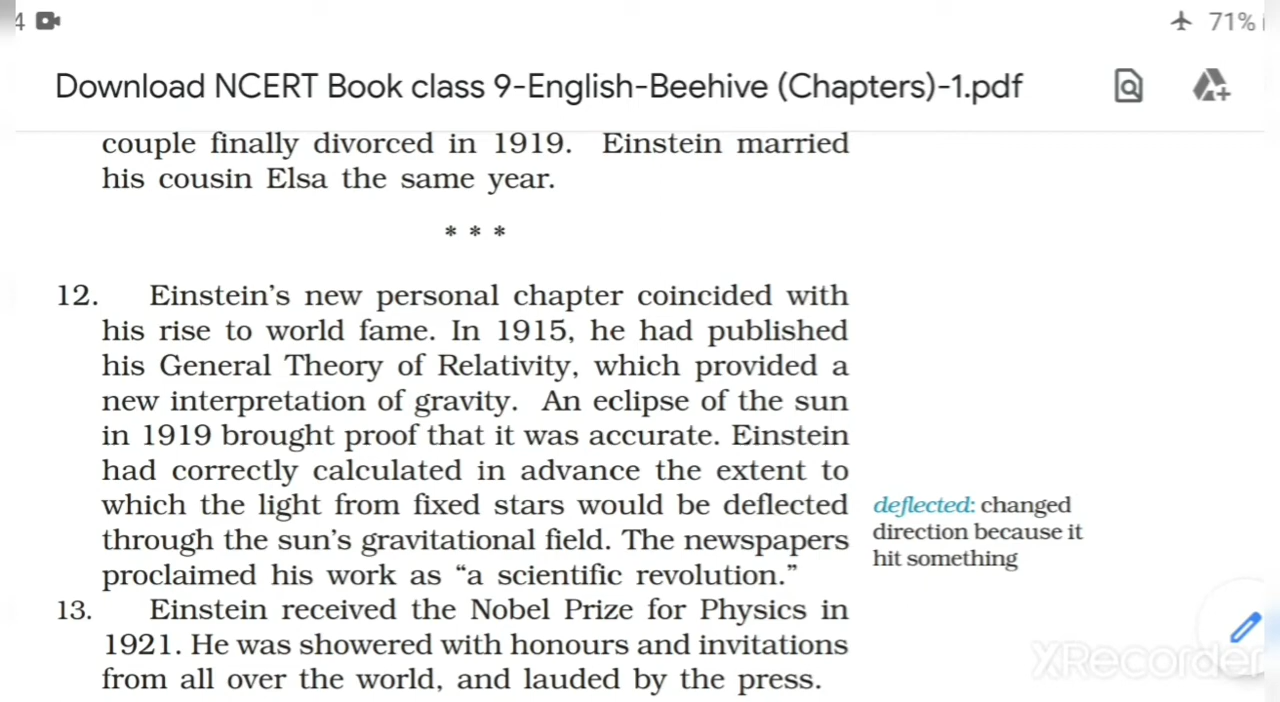 4 71%
Download NCERT Book class 9-English-Beehive (Chapters)-1.pdf
couple finally divorced in 1919. Einstein married
his cousin Elsa the same year.
* * *
12. Einstein's new personal chapter coincided with
his rise to world fame. In 1915, he had published
his General Theory of Relativity, which provided a
new interpretation of gravity. An eclipse of the sun
in 1919 brought proof that it was accurate. Einstein
had correctly calculated in advance the extent to
which the light from fixed stars would be deflected
through the sun's gravitational field. The newspapers
proclaimed his work as “a scientific revolution.”
deflected: changed
direction because it
hit something
13. Einstein received the Nobel Prize for Physics in
1921. He was showered with honours and invitations
from all over the world, and lauded by the press.
XRecorder